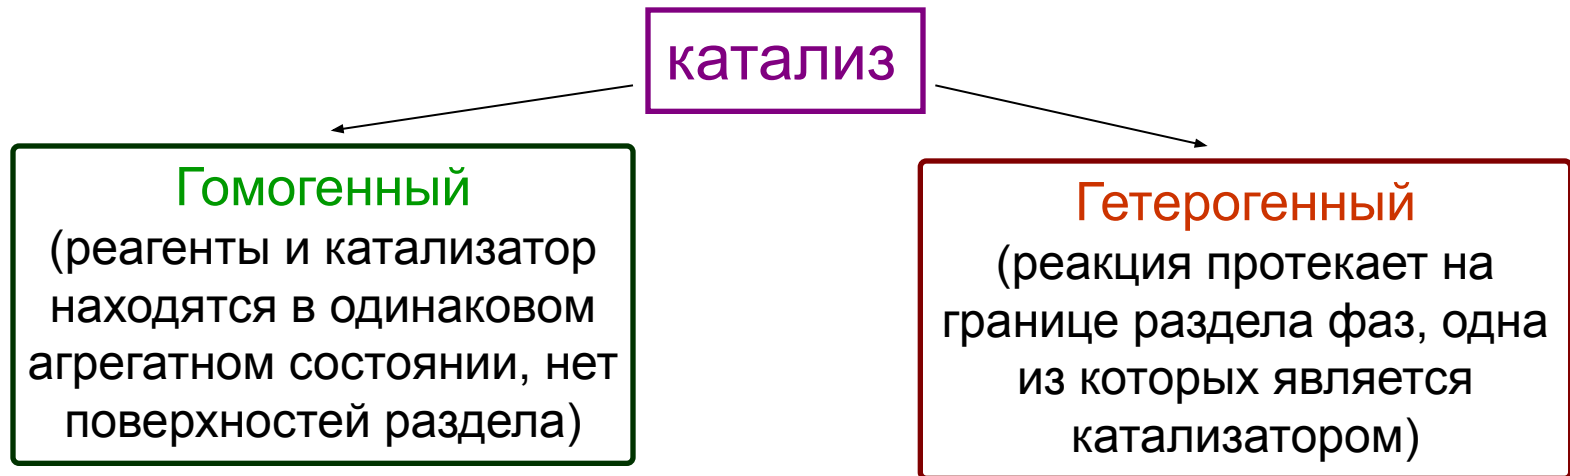 катализ
Гомогенный
(реагенты и катализатор
находятся в одинаковом
агрегатном состоянии, нет
поверхностей раздела)
Гетерогенный
(реакция протекает на
границе раздела фаз, одна
из которых является
катализатором)